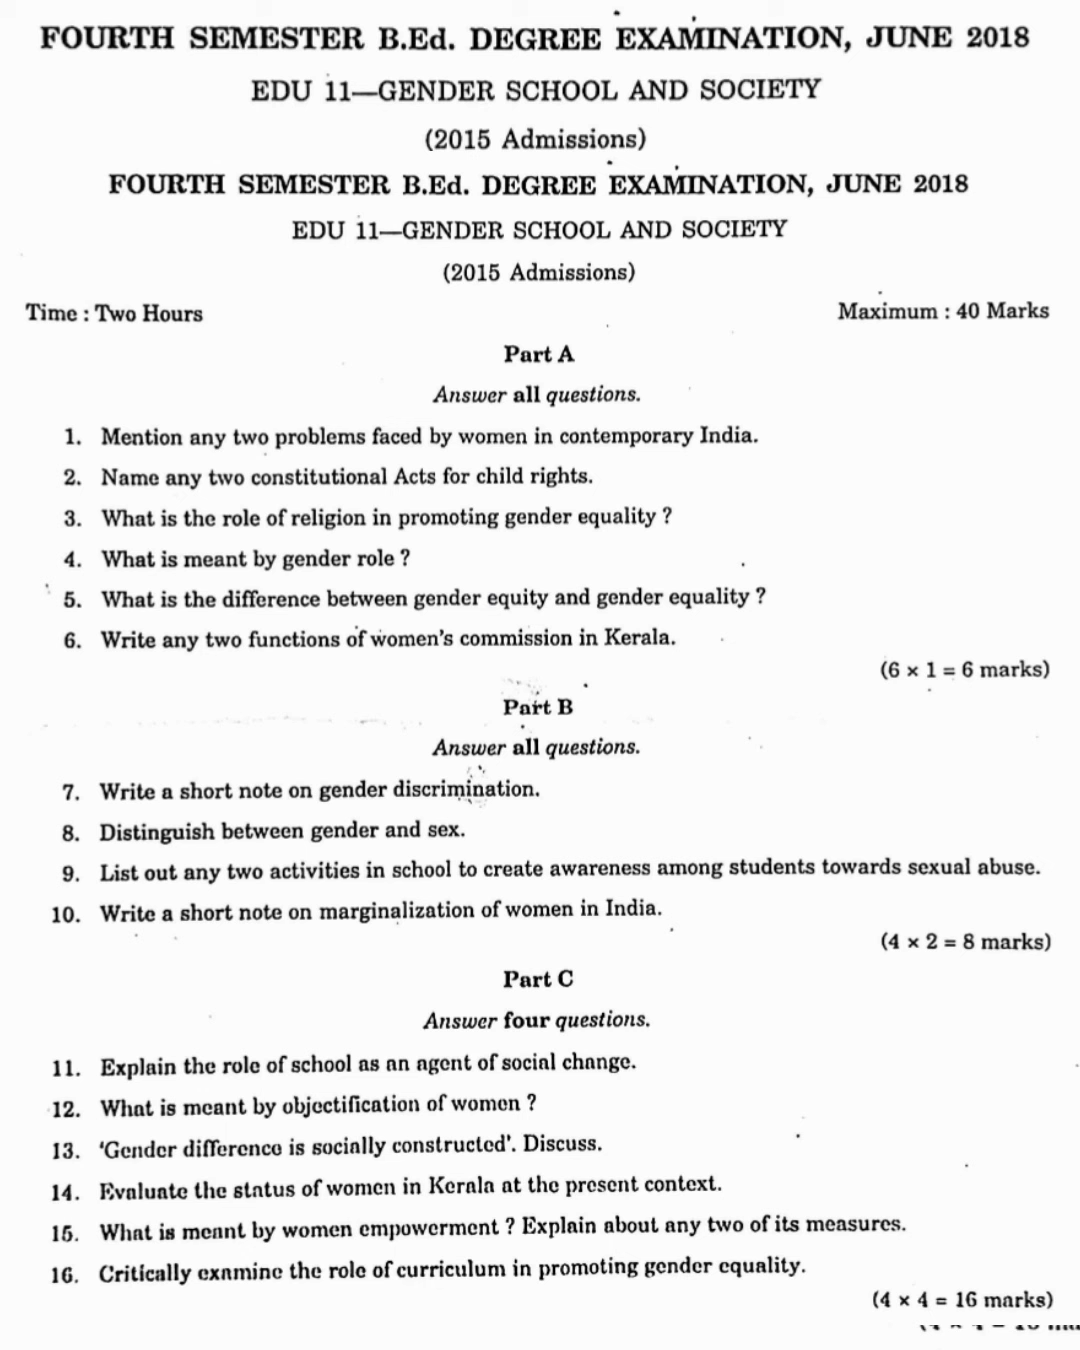 FOURTH SEMESTER B.Ed. DEGREE EXAMINATION, JUNE 2018
EDU 11—GENDER SCHOOL AND SOCIETY
(2015 Admissions)
FOURTH SEMESTER B.Ed. DEGREE EXAMINATION, JUNE 2018
EDU 11—GENDER SCHOOL AND SOCIETY
(2015 Admissions)
Time : Two Hours Maximum : 40 Marks
Part A
Answer all questions.
1. Mention any two problems faced by women in contemporary India.
2. Name any two constitutional Acts for child rights.
3. What is the role of religion in promoting gender equality ?
4. What is meant by gender role ?
5. What is the difference between gender equity and gender equality ?
6. Write any two functions of women's commission in Kerala.
(6 × 1 = 6 marks)
Part B
Answer all questions.
7. Write a short note on gender discrimination.
8. Distinguish between gender and sex.
9. List out any two activities in school to create awareness among students towards sexual abuse.
10. Write a short note on marginalization of women in India.
(4 × 2 = 8 marks)
Part C
Answer four questions.
11. Explain the role of school as an agent of social change.
12. What is meant by objectification of women ?
13. 'Gender difference is socially constructed'. Discuss.
14. Evaluate the status of women in Kerala at the present context.
15. What is meant by women empowerment ? Explain about any two of its measures.
16. Critically examine the role of curriculum in promoting gender equality.
(4 × 4 = 16 marks)